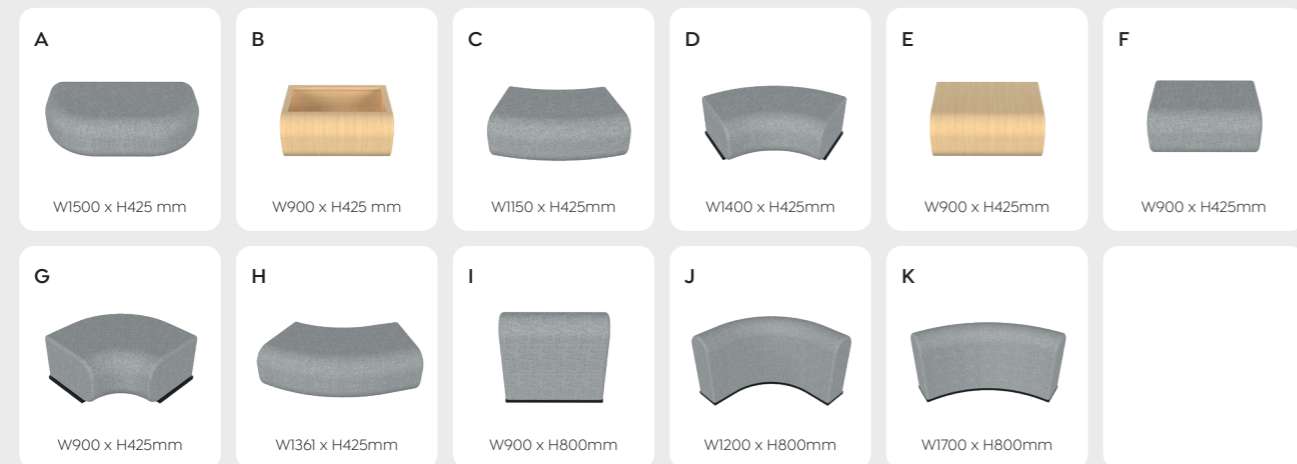 A
B
C
D
E
F
W1500 x H425 mm
W900 x H425 mm
W1150 x H425mm
W1400 x H425mm
W900 x H425mm
W900 x H425mm
G
H
I
J
K
W900 x H425mm
W1361 x H425mm
W900 x H800mm
W1200 x H800mm
W1700 x H800mm